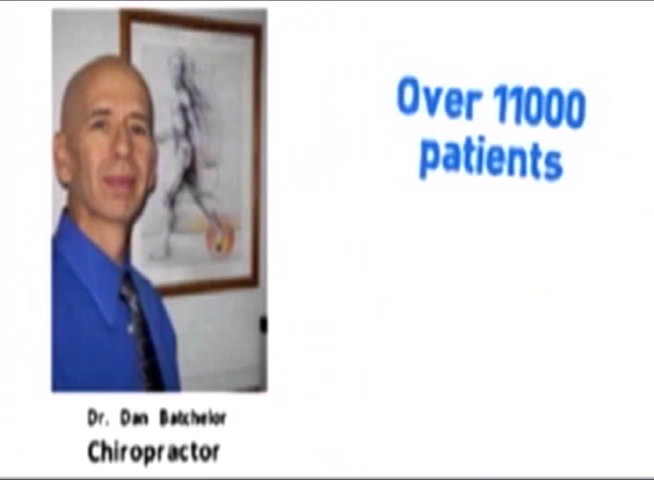 Over 11000
patients
Dr. Dan Batchelor
Chiropractor